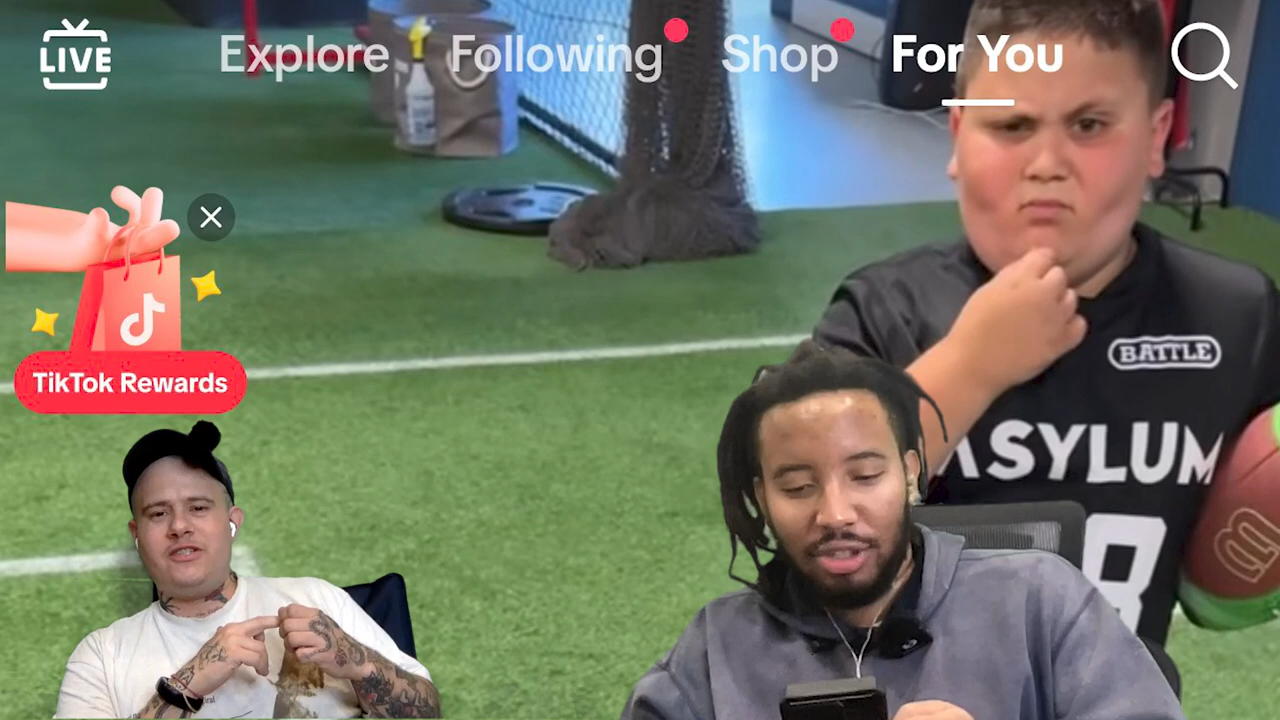 LIVE
Explore
Following
Shop
For You
TikTok Rewards
BATTLE
ASYLUM
8